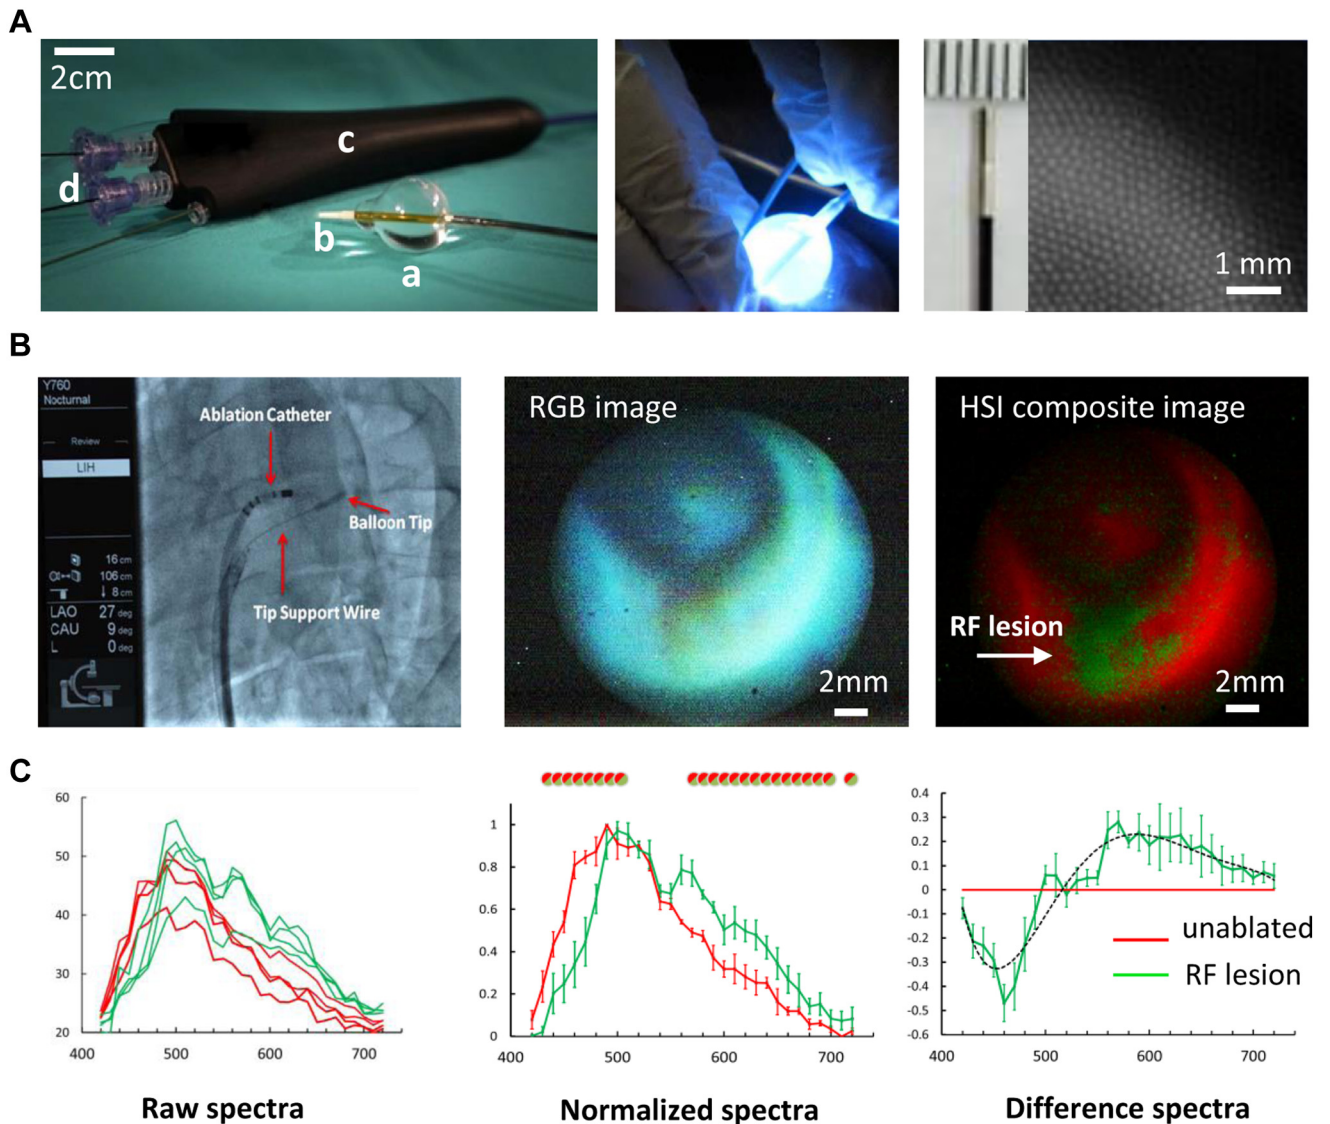 A
2cm
c
d
b
a
1 mm
B
Y760
Nocturnal
Review
LIH
16 cm
106 cm
↓ 8 cm
LAO 27 deg
CAU 9 deg
L 0 deg
Ablation Catheter
Balloon Tip
Tip Support Wire
RGB image
2mm
HSI composite image
RF lesion
2mm
C
60
50
40
30
20
500
600
700
Raw spectra
1
0.8
0.6
0.4
0.2
0
400
500
600
700
Normalized spectra
0.4
0.3
0.2
0.1
0
-0.1
-0.2
-0.3
-0.4
-0.5
-0.6
400
500
600
700
unablated
RF lesion
Difference spectra